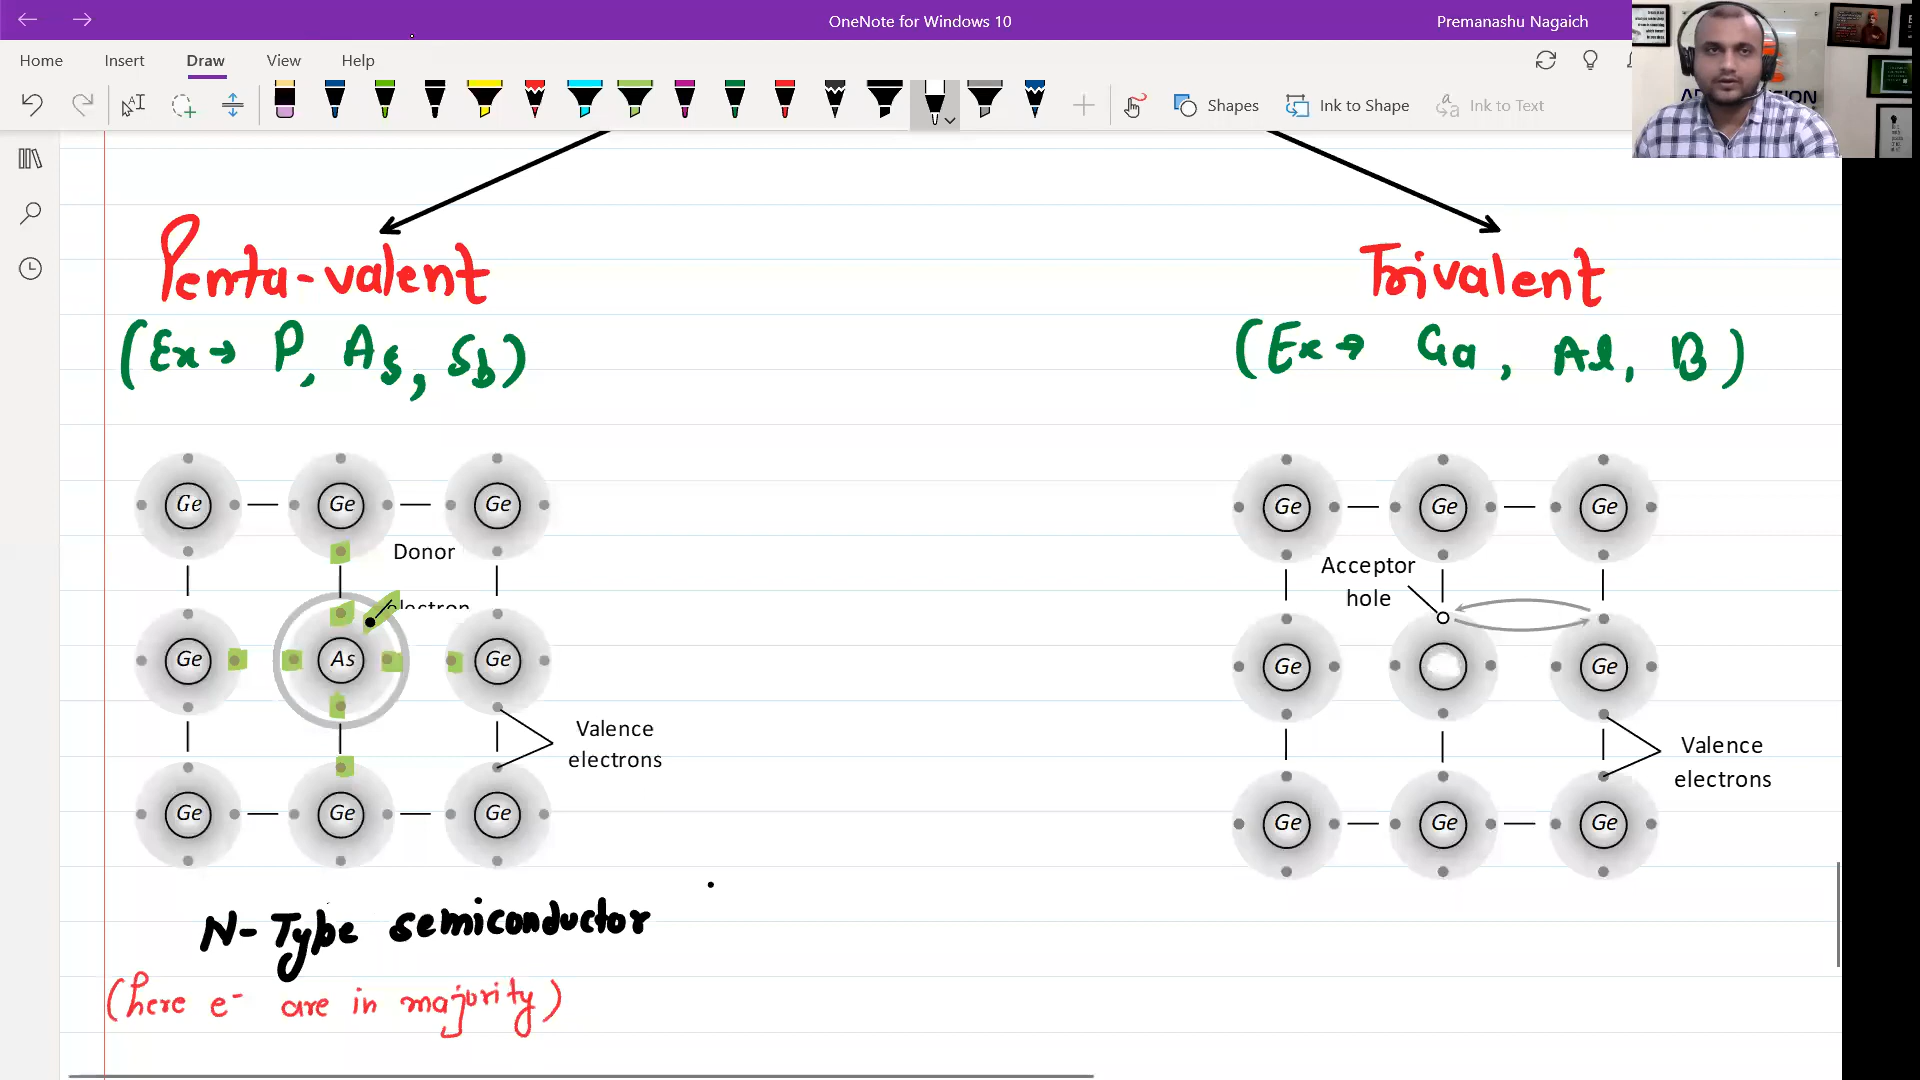 OneNote for Windows 10
Premanashu Nagaich
Home Insert Draw View Help
Shapes Ink to Shape Ink to Text
Penta-valent
Trivalent
(Ex→ P, As, Sb)
(Ex→ Ga, Al, B)
Ge Ge Ge
Ge Ge Ge
Donor
electron
Acceptor
hole
Ge As Ge
Ge Ge
Valence
electrons
Valence
electrons
Ge Ge Ge
Ge Ge Ge
N-Type semiconductor
(here e⁻ are in majority)